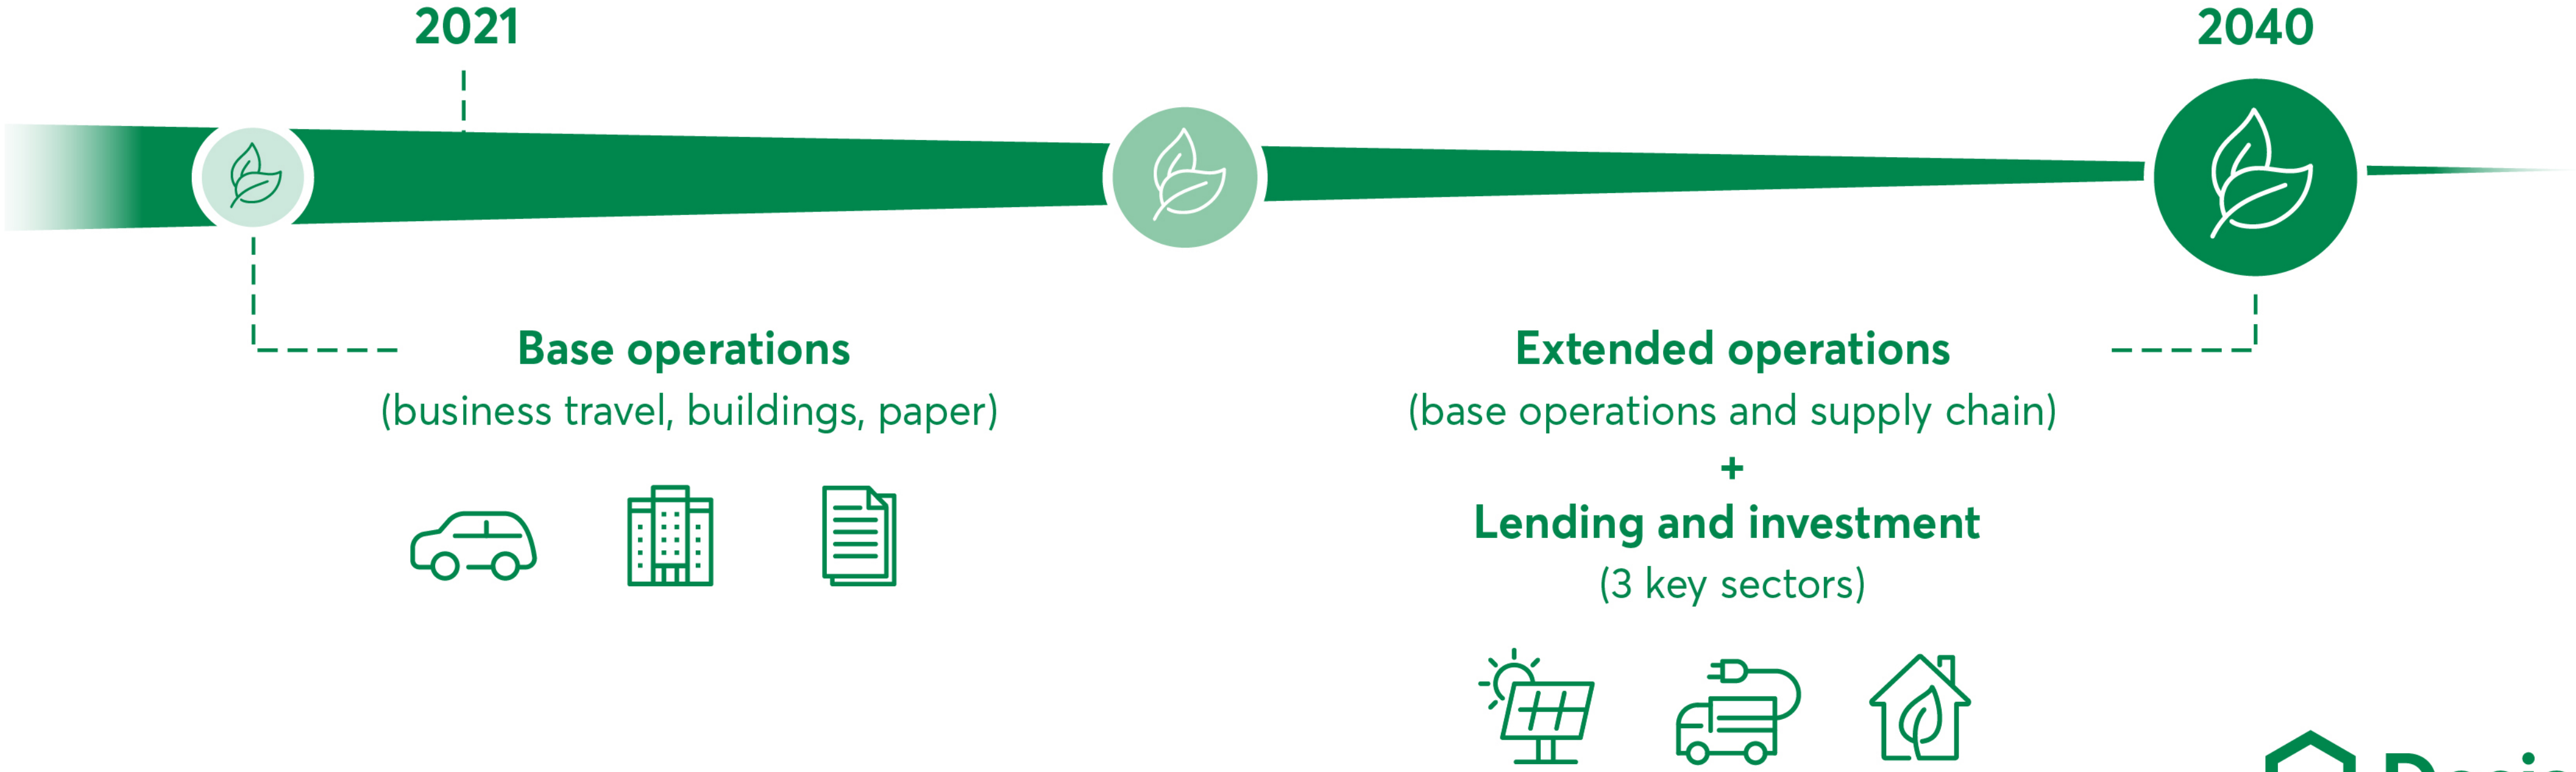 2021
2040
Base operations
(business travel, buildings, paper)
Extended operations
(base operations and supply chain)
+
Lending and investment
(3 key sectors)